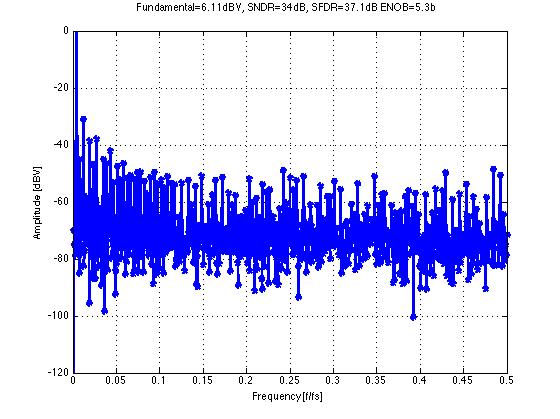 Fundamental=6.11dBV, SNDR=34dB, SFDR=37.1dB ENOB=5.3b
0
-20
-40
-60
-80
-100
-120
Amplitude [dBV]
0 0.05 0.1 0.15 0.2 0.25 0.3 0.35 0.4 0.45 0.5
Frequency[f/fs]